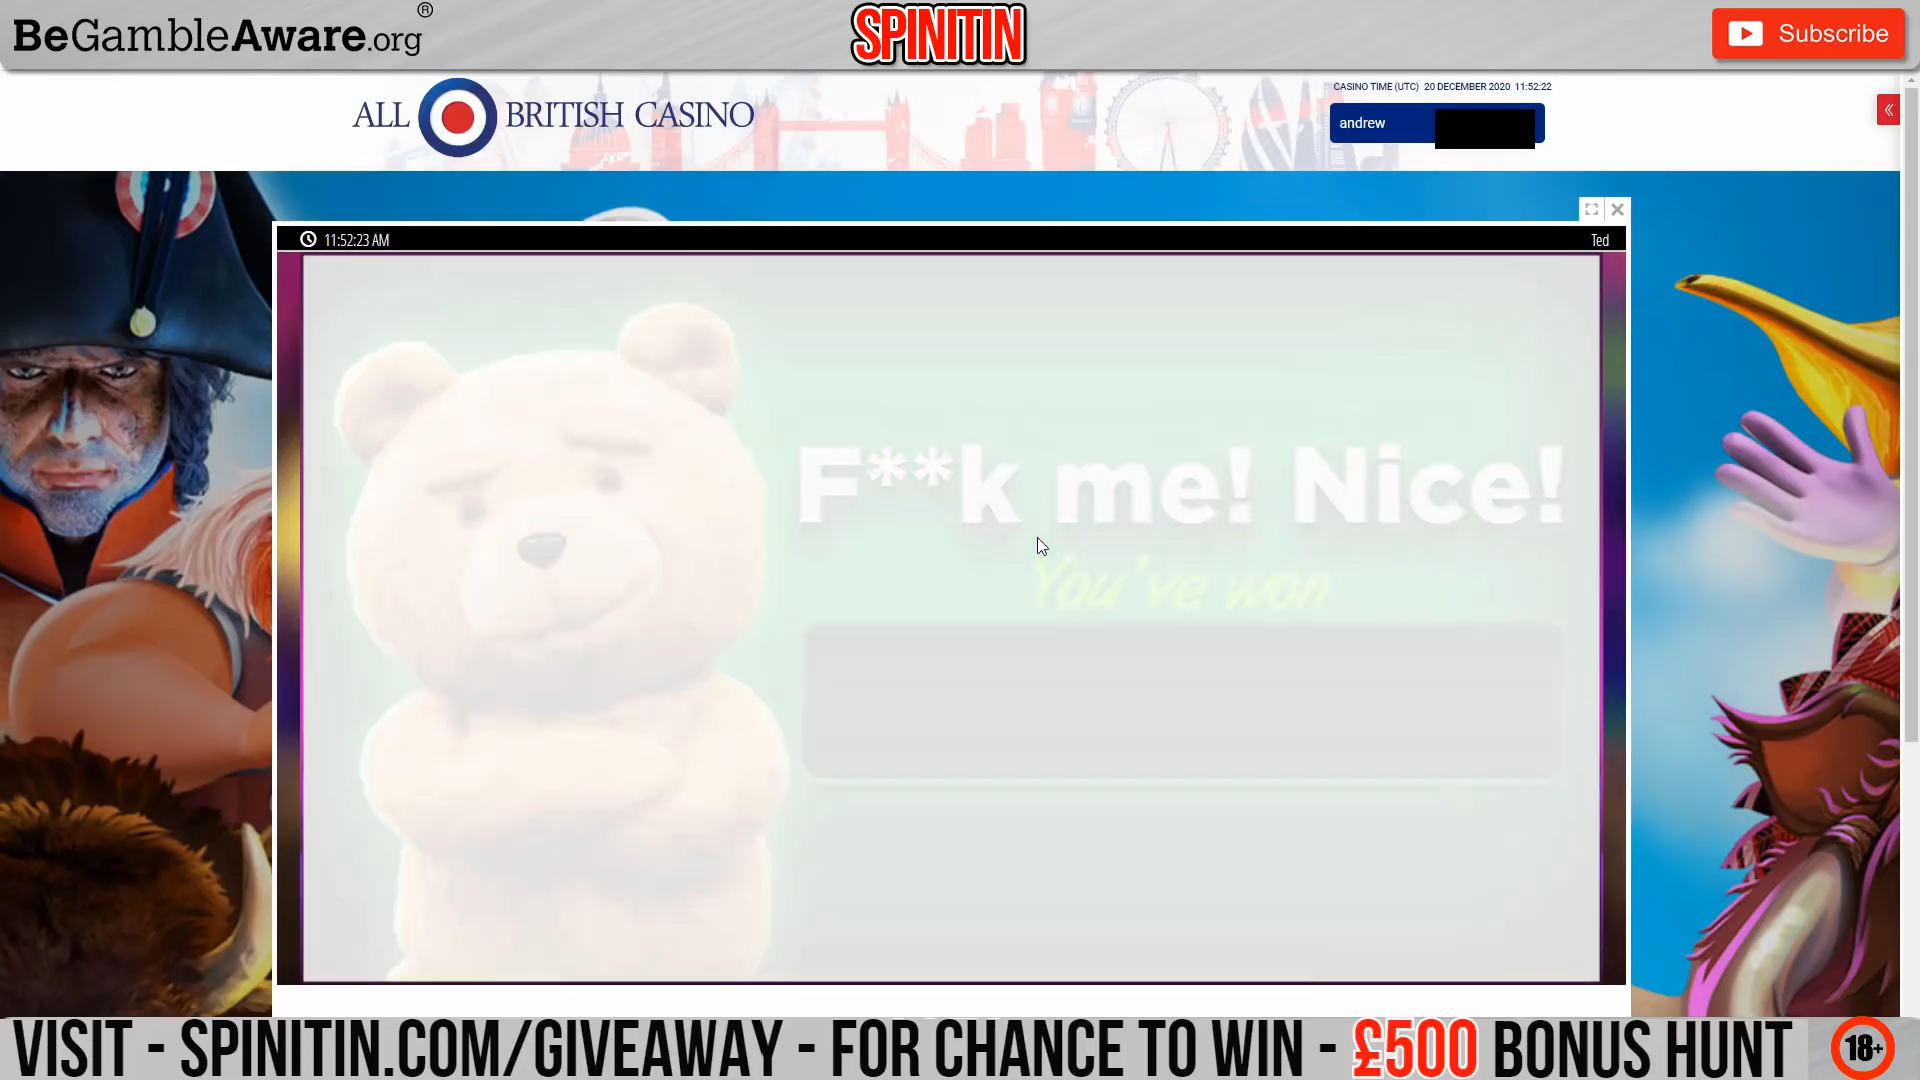 BeGambleAware.org®
SPINITIN
Subscribe
ALL BRITISH CASINO
CASINO TIME (UTC) 20 DECEMBER 2020 11:52:22
andrew
11:52:23 AM
Ted
F**k me! Nice!
You've won
VISIT - SPINITIN.COM/GIVEAWAY - FOR CHANCE TO WIN - £500 BONUS HUNT
18+